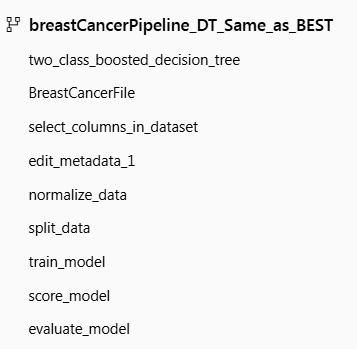 breastCancerPipeline_DT_Same_as_BEST
two_class_boosted_decision_tree
BreastCancerFile
select_columns_in_dataset
edit_metadata_1
normalize_data
split_data
train_model
score_model
evaluate_model